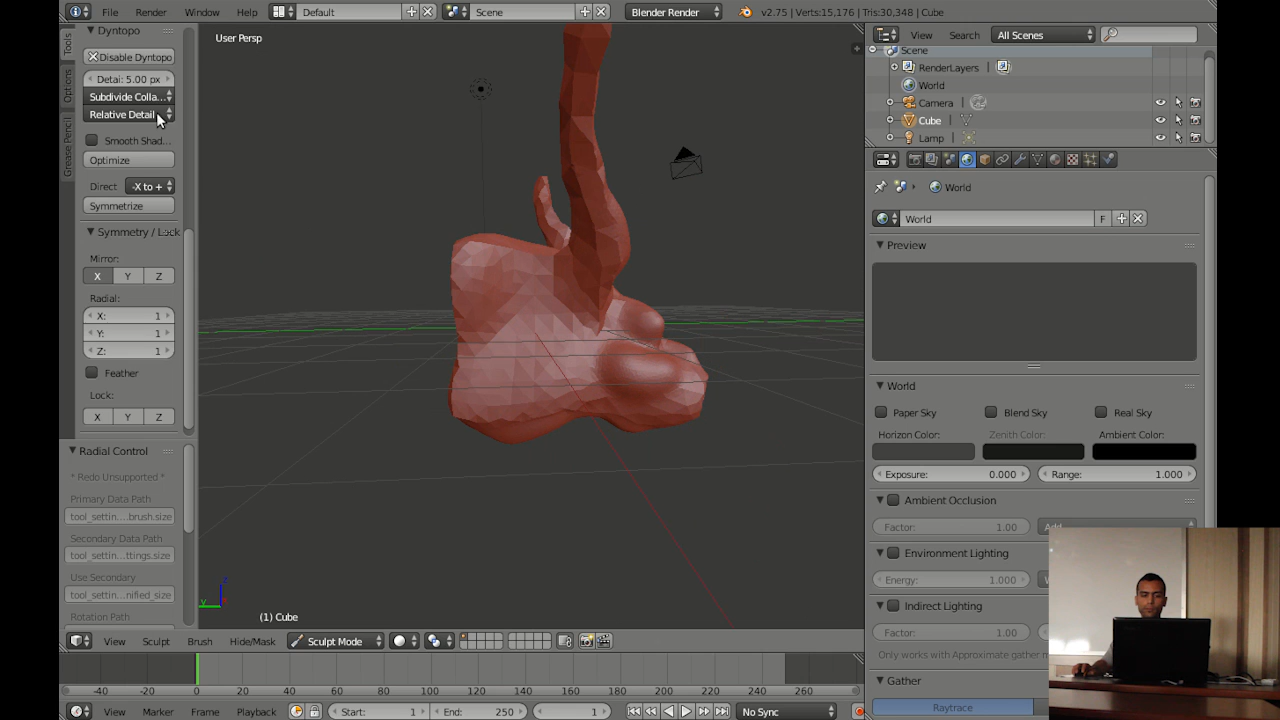 File Render Window Help Default Scene Blender Render v2.75 | Verts:15,176 | Tris:30,348 | Cube
Tools
Options
Grease Pencil
Dyntopo
Disable Dyntopo
Detai: 5.00 px
Subdivide Colla...
Relative Detail
Smooth Shad...
Optimize
Direct -X to +
Symmetrize
Symmetry / Lock
Mirror:
X Y Z
Radial:
X: 1
Y: 1
Z: 1
Feather
Lock:
X Y Z
Radial Control
* Redo Unsupported *
Primary Data Path
tool_settin....brush.size
Secondary Data Path
tool_settin...ttings.size
Use Secondary
tool_settin...nified_size
Rotation Path
User Persp
z
y
(1) Cube
View Sculpt Brush Hide/Mask Sculpt Mode
-40 -20 0 20 40 60 80 100 120 140 160 180 200 220 240 260
View Marker Frame Playback Start: 1 End: 250 1 No Sync
View Search All Scenes
Scene
RenderLayers
World
Camera
Cube
Lamp
World
World F
Preview
World
Paper Sky Blend Sky Real Sky
Horizon Color: Zenith Color: Ambient Color:
Exposure: 0.000 Range: 1.000
Ambient Occlusion
Factor: 1.00 Add
Environment Lighting
Energy: 1.000
Indirect Lighting
Factor: 1.00
Only works with Approximate gather m
Gather
Raytrace